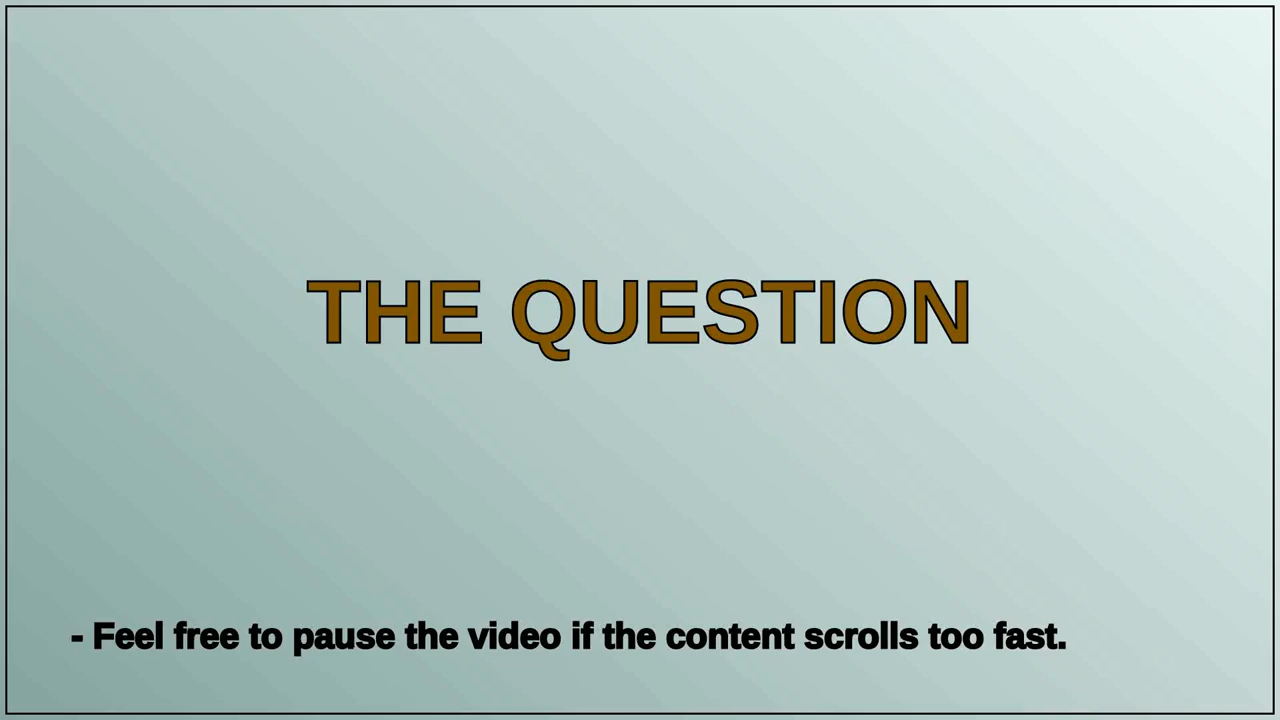 THE QUESTION
- Feel free to pause the video if the content scrolls too fast.